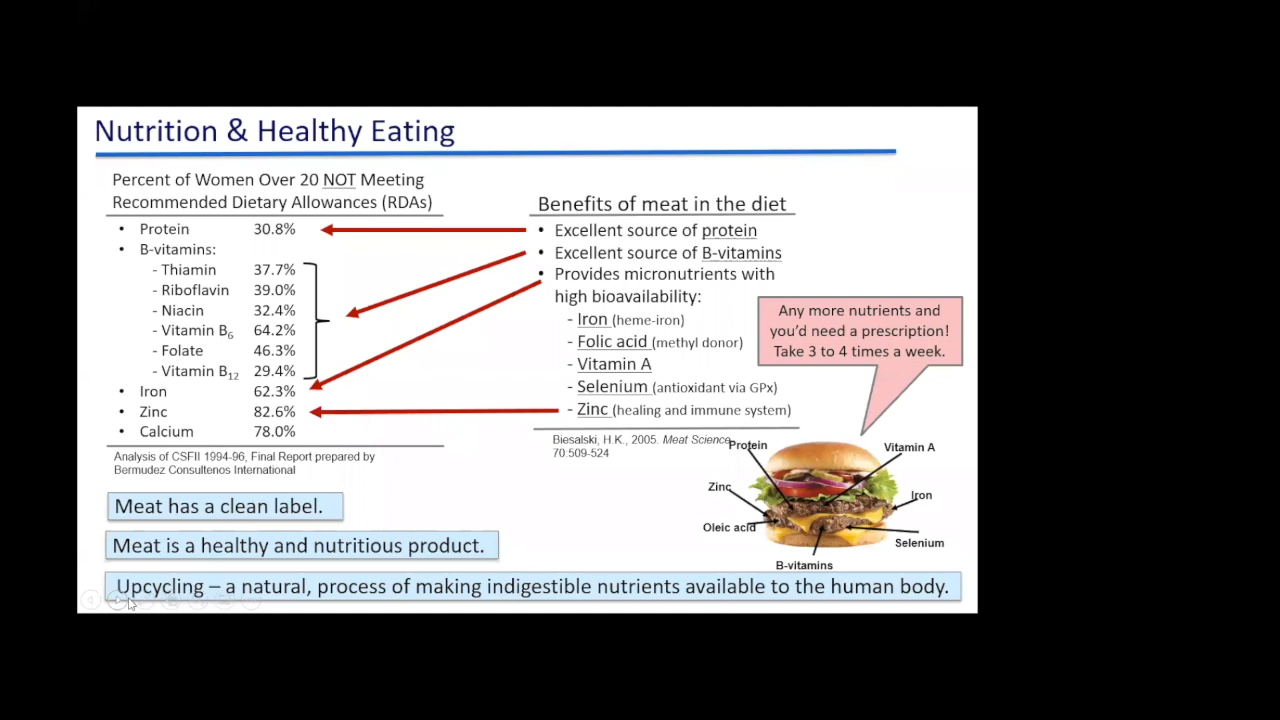 Nutrition & Healthy Eating
Percent of Women Over 20 NOT Meeting
Recommended Dietary Allowances (RDAs)
• Protein 30.8%
• B-vitamins:
- Thiamin 37.7%
- Riboflavin 39.0%
- Niacin 32.4%
- Vitamin B6 64.2%
- Folate 46.3%
- Vitamin B12 29.4%
• Iron 62.3%
• Zinc 82.6%
• Calcium 78.0%
Analysis of CSFII 1994-96, Final Report prepared by
Bermudez Consultenos International
Benefits of meat in the diet
• Excellent source of protein
• Excellent source of B-vitamins
• Provides micronutrients with
high bioavailability:
- Iron (heme-iron)
- Folic acid (methyl donor)
- Vitamin A
- Selenium (antioxidant via GPx)
- Zinc (healing and immune system)
Biesalski, H.K., 2005. Meat Science
70:509-524
Any more nutrients and
you'd need a prescription!
Take 3 to 4 times a week.
Protein
Vitamin A
Zinc
Iron
Oleic acid
Selenium
B-vitamins
Meat has a clean label.
Meat is a healthy and nutritious product.
Upcycling – a natural, process of making indigestible nutrients available to the human body.